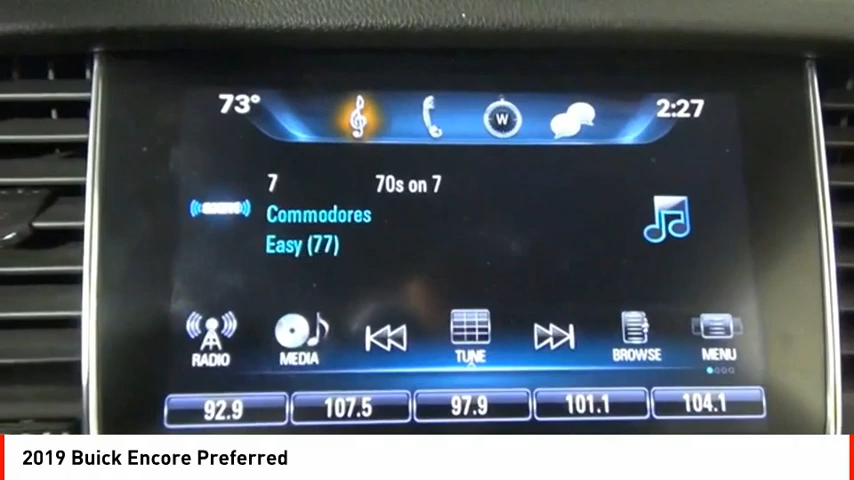 73° W 2:27
7 70s on 7
Commodores
Easy (77)
RADIO MEDIA TUNE BROWSE MENU
92.9 107.5 97.9 101.1 104.1
2019 Buick Encore Preferred